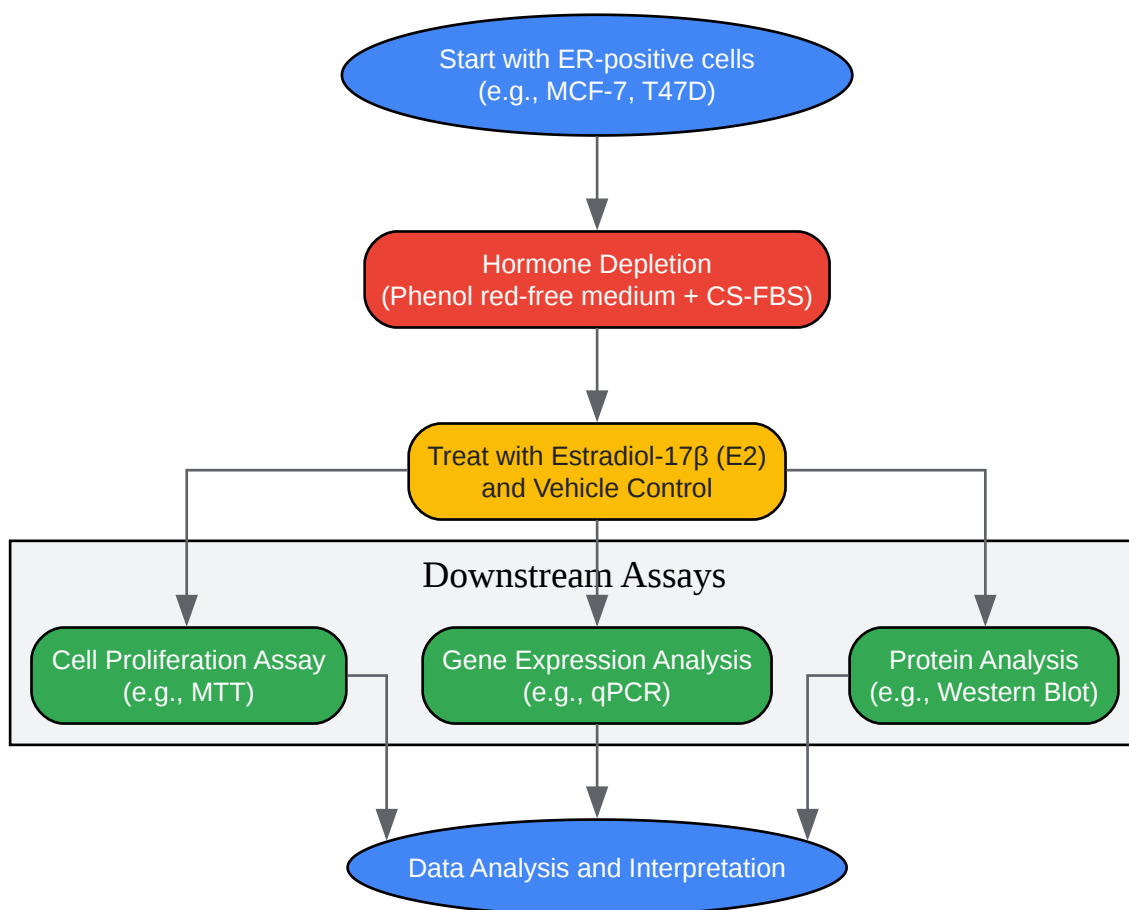 Start with ER-positive cells
(e.g., MCF-7, T47D)
Hormone Depletion
(Phenol red-free medium + CS-FBS)
Treat with Estradiol-17β (E2)
and Vehicle Control
Downstream Assays
Cell Proliferation Assay
(e.g., MTT)
Gene Expression Analysis
(e.g., qPCR)
Protein Analysis
(e.g., Western Blot)
Data Analysis and Interpretation